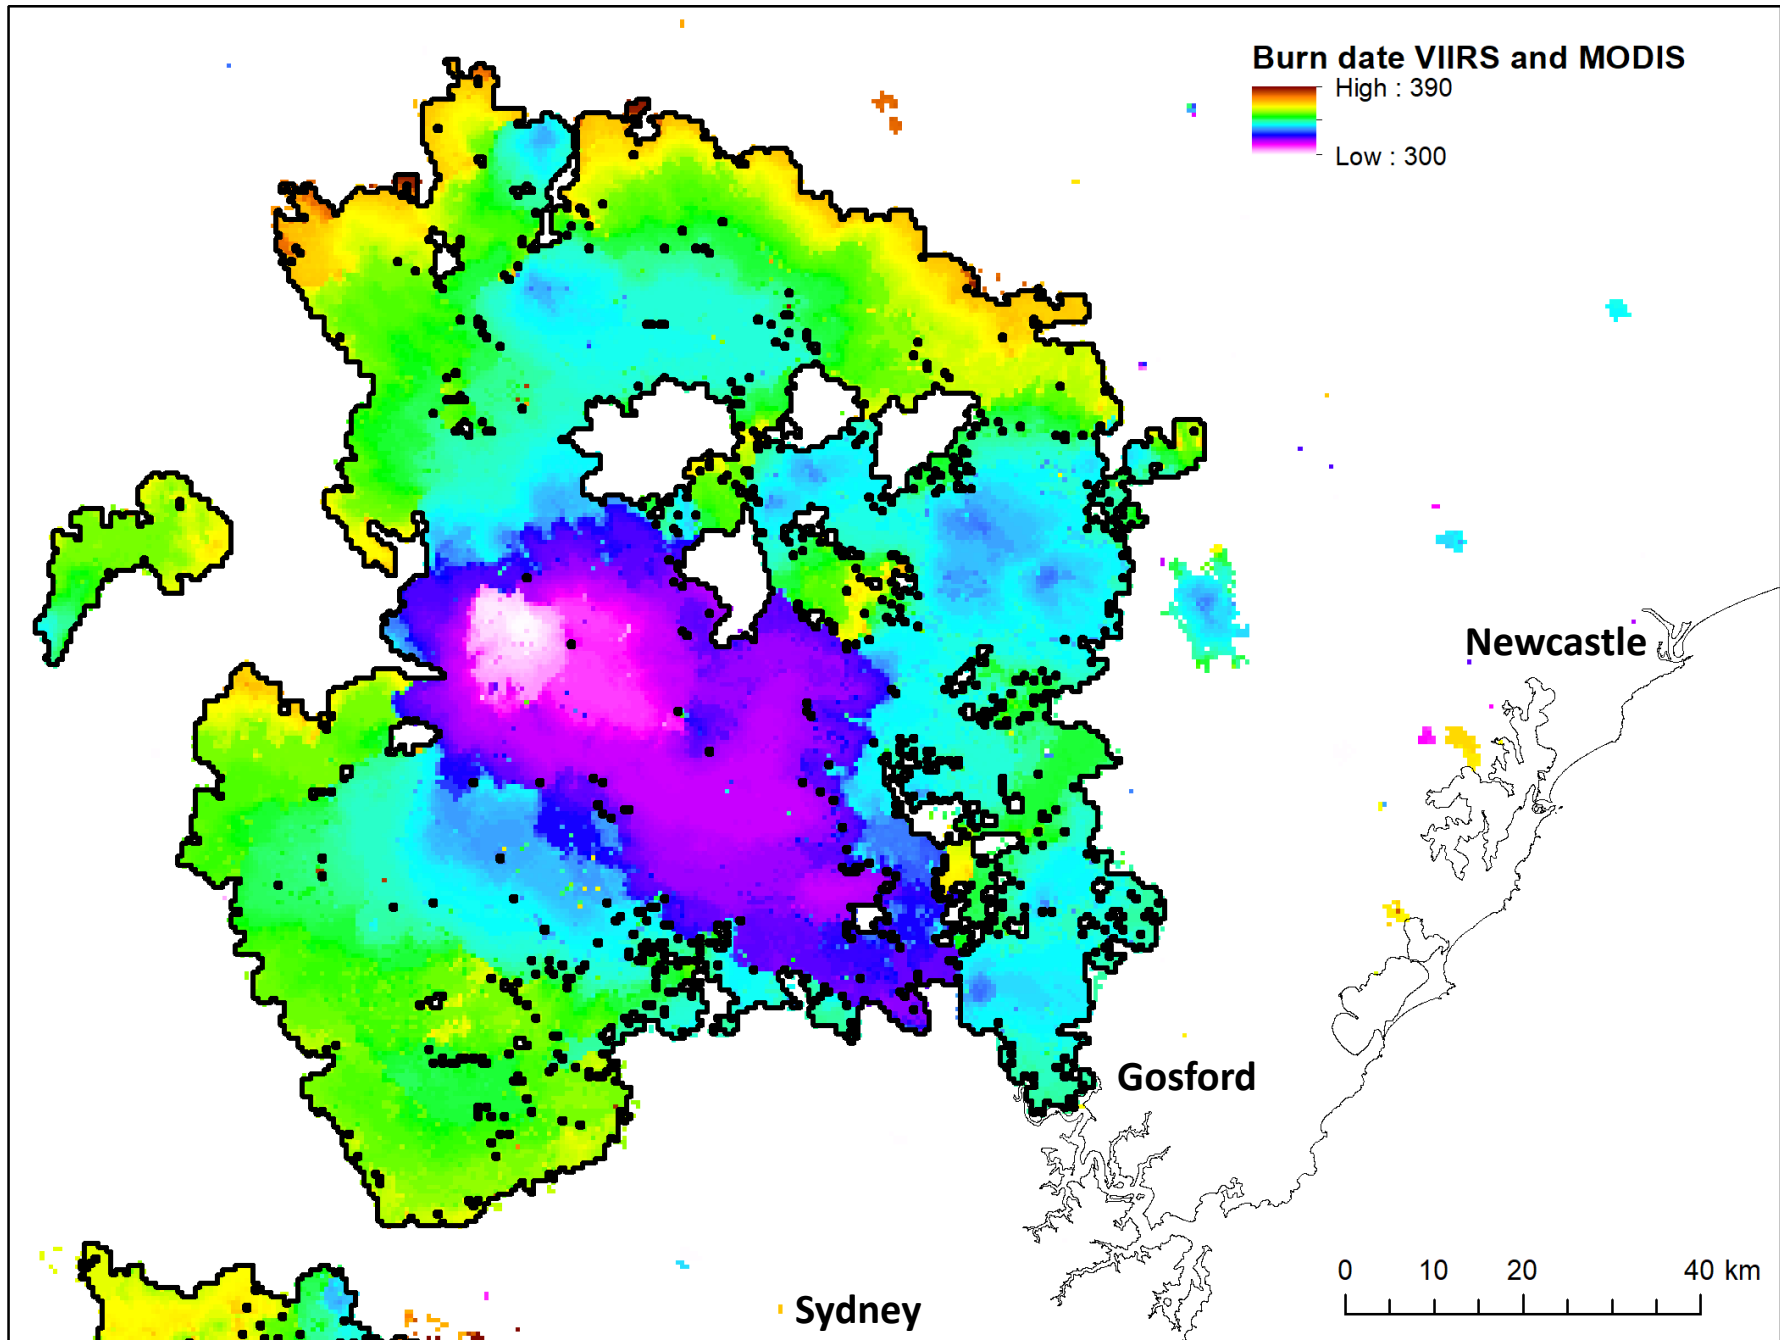 Burn date VIIRS and MODIS
High : 390
Low : 300
Newcastle
Gosford
Sydney
0 10 20 40 km